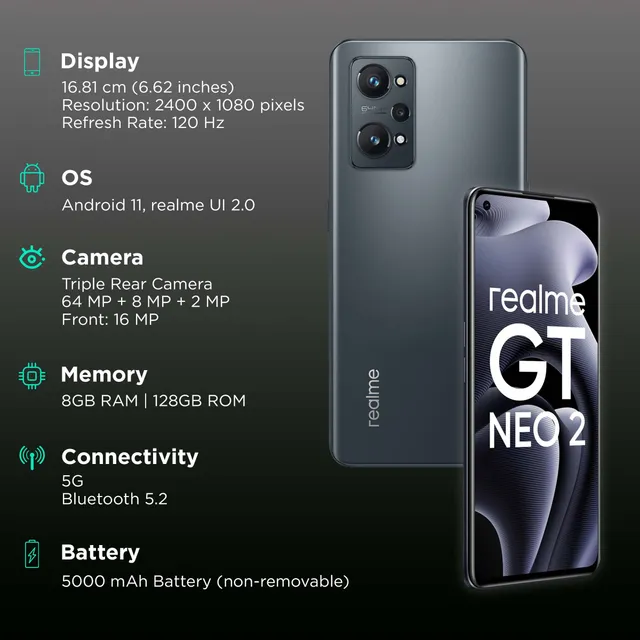 Display
16.81 cm (6.62 inches)
Resolution: 2400 x 1080 pixels
Refresh Rate: 120 Hz
OS
Android 11, realme UI 2.0
Camera
Triple Rear Camera
64 MP + 8 MP + 2 MP
Front: 16 MP
Memory
8GB RAM | 128GB ROM
Connectivity
5G
Bluetooth 5.2
Battery
5000 mAh Battery (non-removable)
realme
realme
GT
NEO 2